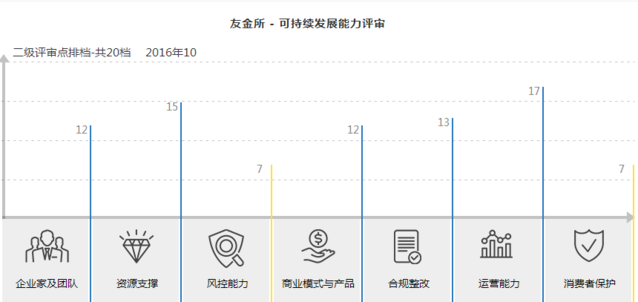 友金所 - 可持续发展能力评审
二级评审点排档-共20档 2016年10
12
15
7
12
13
17
7
企业家及团队
资源支撑
风控能力
商业模式与产品
合规整改
运营能力
消费者保护